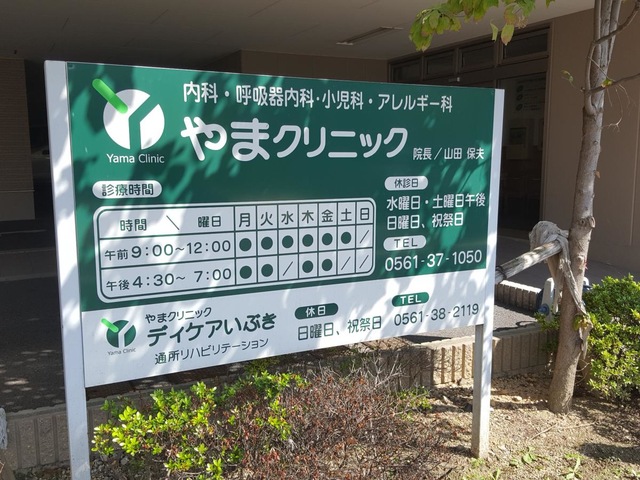 内科・呼吸器内科・小児科・アレルギー科
Yama Clinic
やまクリニック
院長／山田 保夫
診療時間
時間 ＼ 曜日 月 火 水 木 金 土 日
午前 9:00～12:00 ● ● ● ● ● ● ／
午後 4:30～ 7:00 ● ● ／ ● ● ／ ／
休診日
水曜日・土曜日午後
日曜日、祝祭日
TEL
0561-37-1050
Yama Clinic
やまクリニック
デイケアいぶき
通所リハビリテーション
休日
日曜日、祝祭日
TEL
0561-38-2119